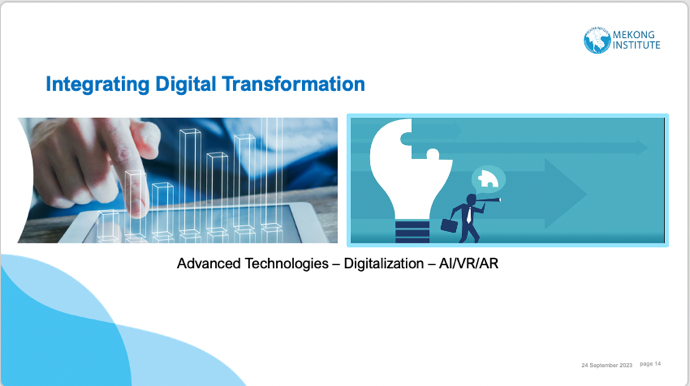 MEKONG
INSTITUTE
Integrating Digital Transformation
Advanced Technologies – Digitalization – AI/VR/AR
24 September 2023 page 14